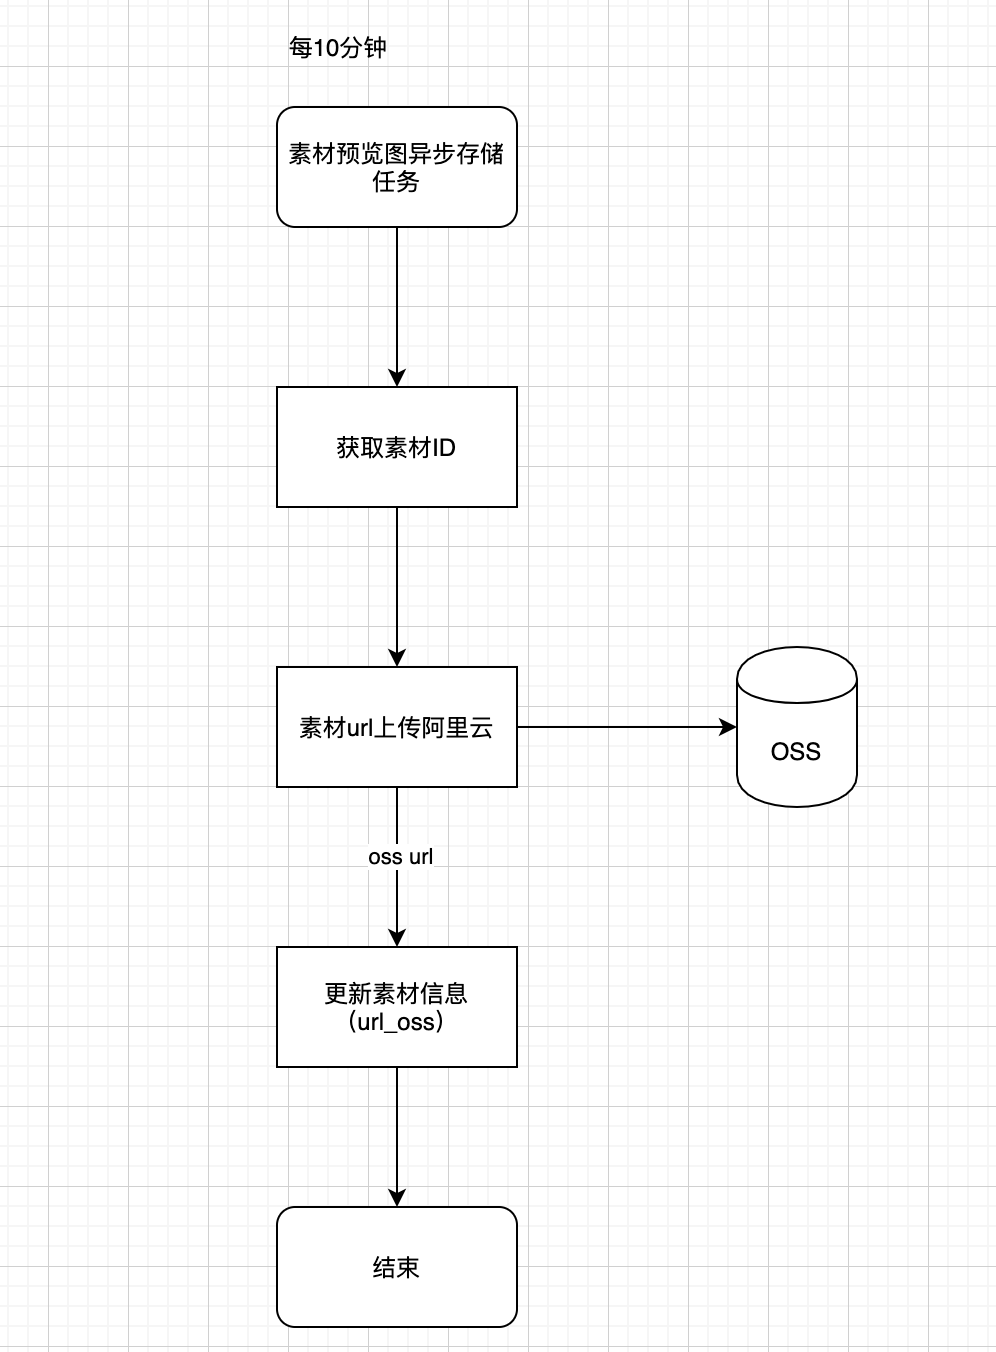 每10分钟
素材预览图异步存储
任务
获取素材ID
素材url上传阿里云
OSS
oss url
更新素材信息
（url_oss）
结束